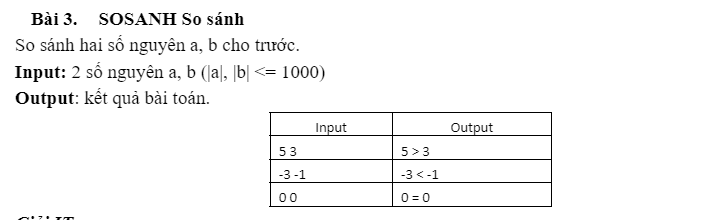 Bài 3. SOSANH So sánh
So sánh hai số nguyên a, b cho trước.
Input: 2 số nguyên a, b (|a|, |b| <= 1000)
Output: kết quả bài toán.
Input Output
5 3 5 > 3
-3 -1 -3 < -1
0 0 0 = 0